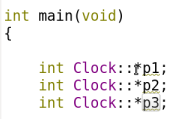 int main(void)
{
int Clock::*p1;
int Clock::*p2;
int Clock::*p3;